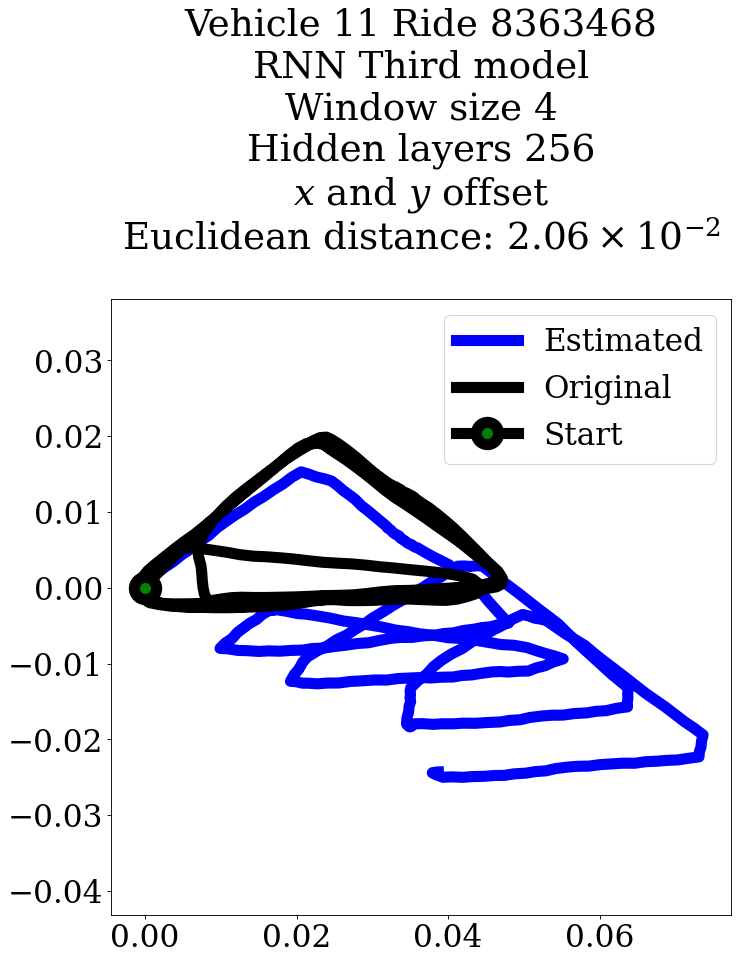 Vehicle 11 Ride 8363468
RNN Third model
Window size 4
Hidden layers 256
x and y offset
Euclidean distance: 2.06 × 10⁻²
Estimated
Original
Start
0.03
0.02
0.01
0.00
−0.01
−0.02
−0.03
−0.04
0.00 0.02 0.04 0.06